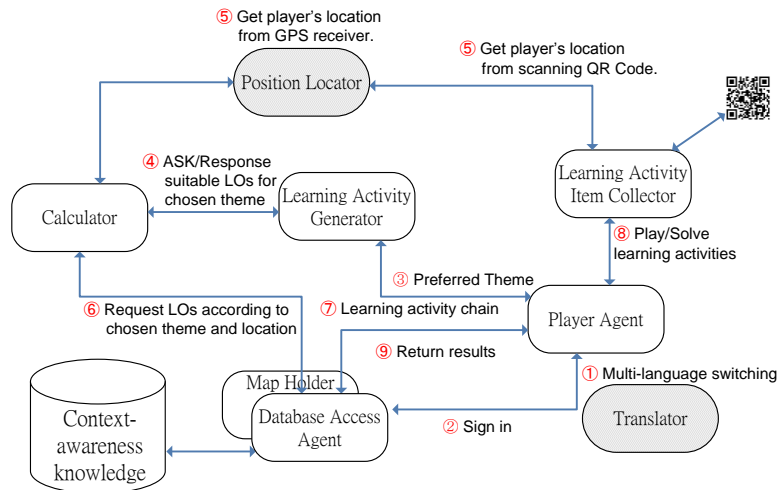 ⑤ Get player's location
from GPS receiver.
⑤ Get player's location
from scanning QR Code.
Position Locator
④ ASK/Response
suitable LOs for
chosen theme
Learning Activity
Generator
Learning Activity
Item Collector
Calculator
⑧ Play/Solve
learning activities
③ Preferred Theme
⑥ Request LOs according to
chosen theme and location
⑦ Learning activity chain
Player Agent
⑨ Return results
① Multi-language switching
Map Holder
Database Access
Agent
② Sign in
Translator
Context-
awareness
knowledge